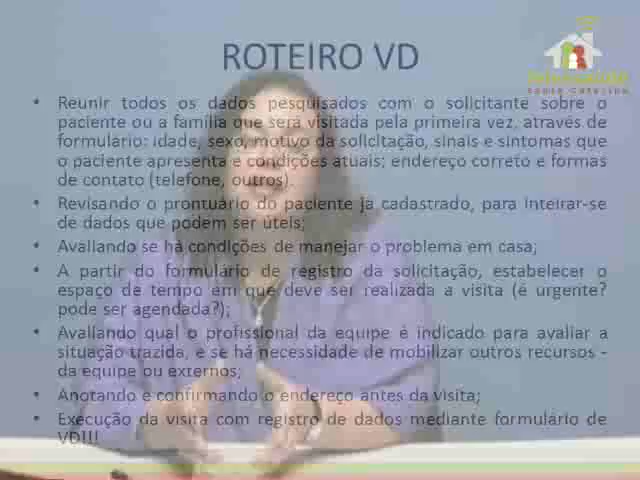 ROTEIRO VD
• Reunir todos os dados pesquisados com o solicitante sobre o
paciente ou a família que será visitada pela primeira vez, através de
formulário: idade, sexo, motivo da solicitação, sinais e sintomas que
o paciente apresenta e condições atuais; endereço correto e formas
de contato (telefone, outros).
• Revisando o prontuário do paciente já cadastrado, para inteirar-se
de dados que podem ser úteis;
• Avaliando se há condições de manejar o problema em casa;
• A partir do formulário de registro da solicitação, estabelecer o
espaço de tempo em que deve ser realizada a visita (é urgente?
pode ser agendada?);
• Avaliando qual o profissional da equipe é indicado para avaliar a
situação trazida, e se há necessidade de mobilizar outros recursos -
da equipe ou externos;
• Anotando e confirmando o endereço antes da visita;
• Execução da visita com registro de dados mediante formulário de
VD!!!